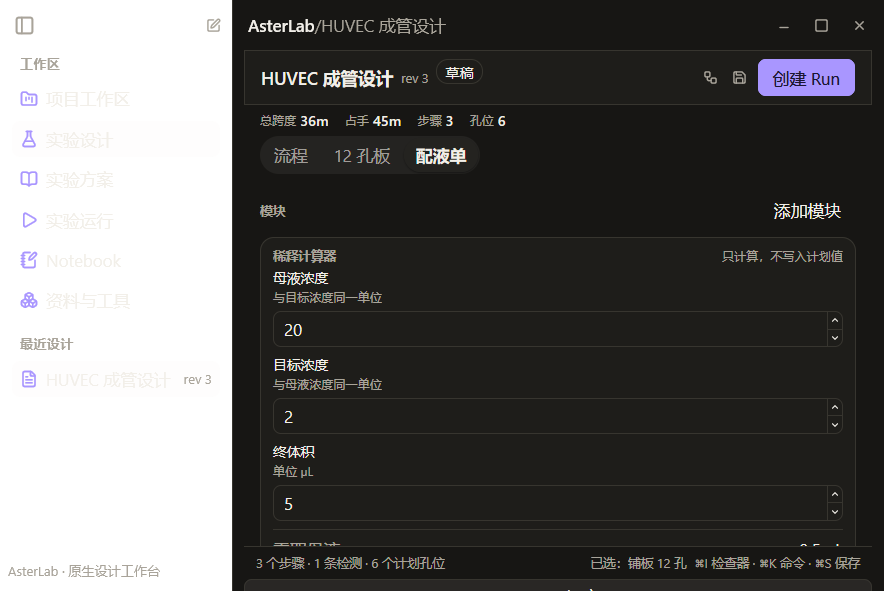 AsterLab/HUVEC 成管设计
工作区
项目工作区
实验设计
实验方案
实验运行
Notebook
资料与工具
最近设计
HUVEC 成管设计 rev 3
AsterLab · 原生设计工作台
HUVEC 成管设计 rev 3 草稿
创建 Run
总跨度 36m 占手 45m 步骤 3 孔位 6
流程 12 孔板 配液单
模块 添加模块
稀释计算器 只计算，不写入计划值
母液浓度
与目标浓度同一单位
20
目标浓度
与母液浓度同一单位
2
终体积
单位 µL
5
3 个步骤 · 1 条检测 · 6 个计划孔位
已选：铺板 12 孔 ⌘I 检查器 · ⌘K 命令 · ⌘S 保存